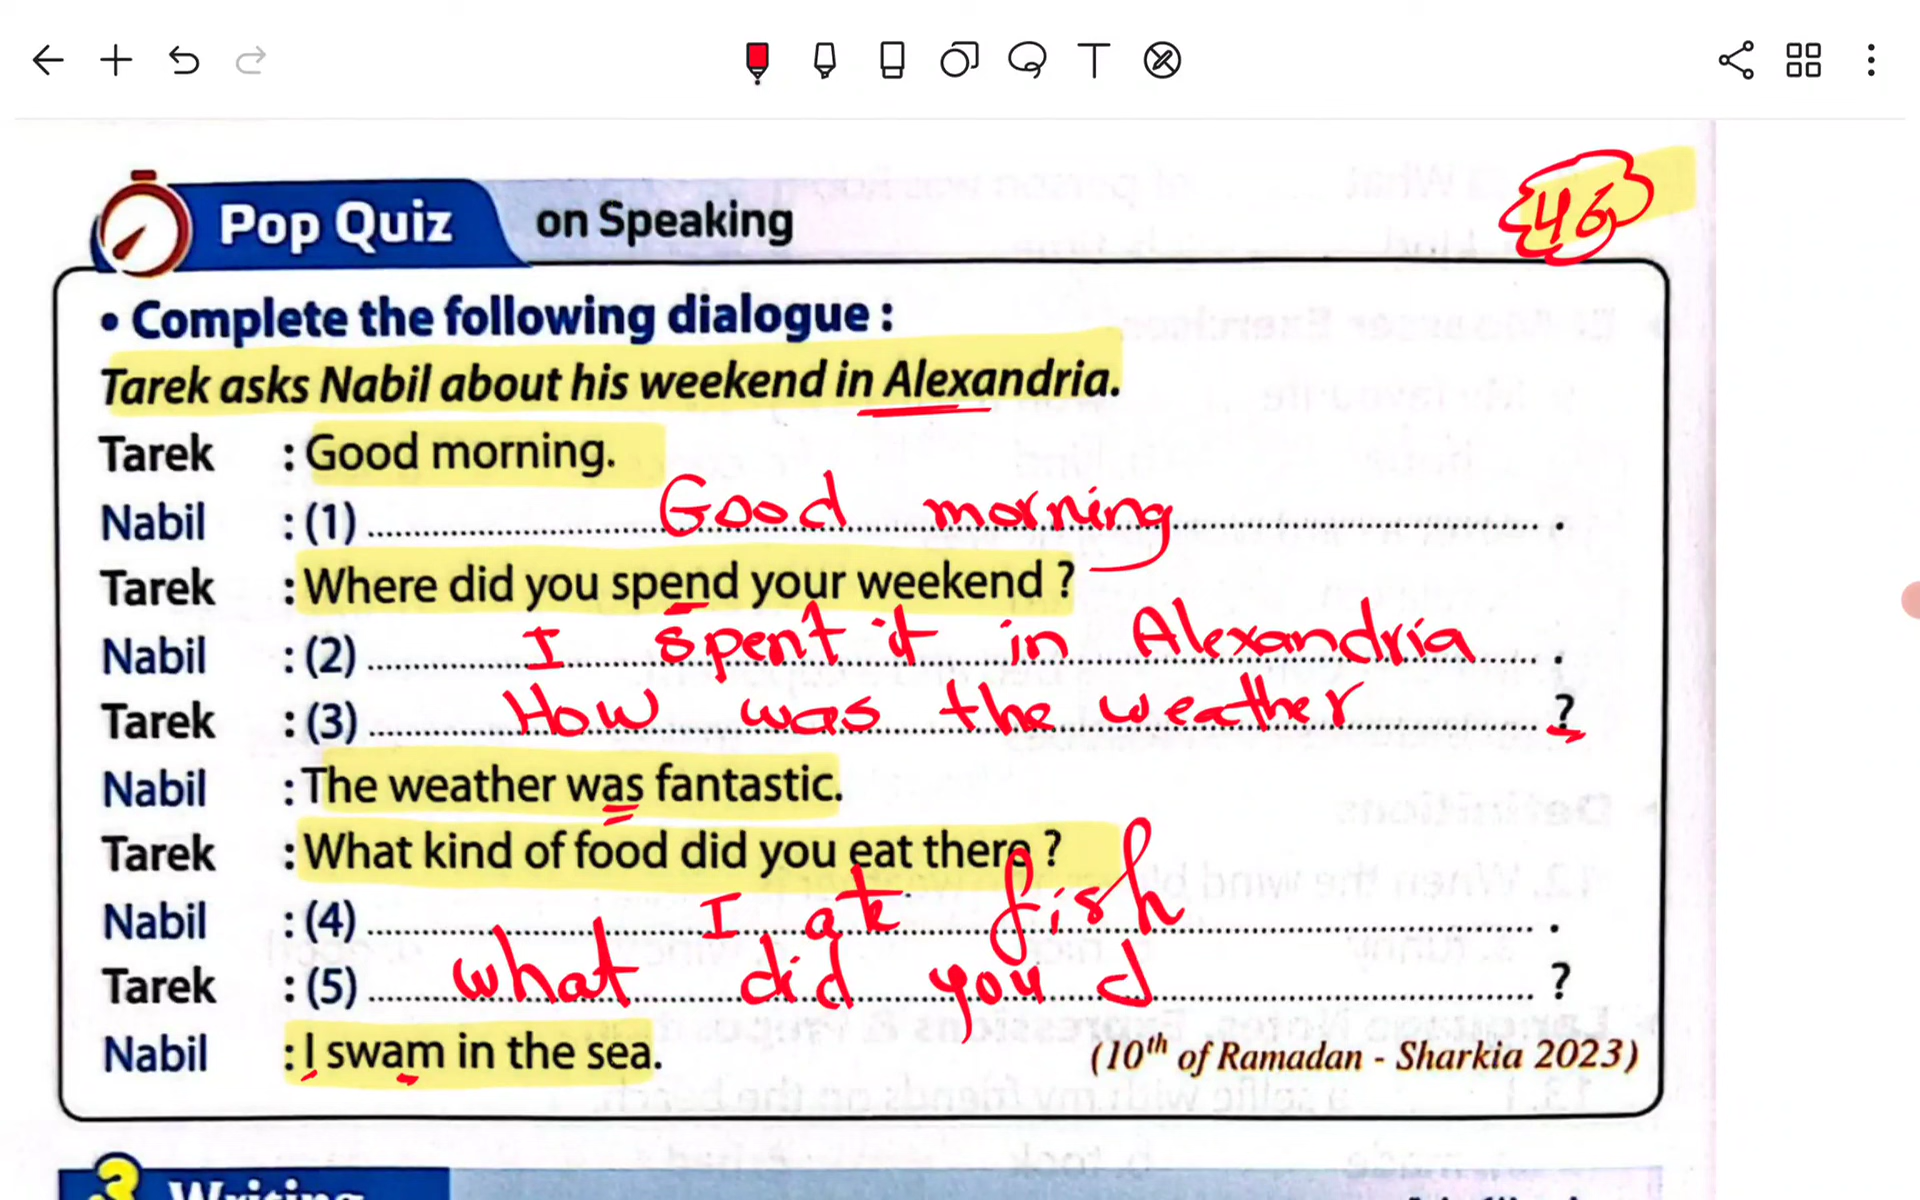 46
Pop Quiz on Speaking
• Complete the following dialogue :
Tarek asks Nabil about his weekend in Alexandria.
Tarek : Good morning.
Nabil : (1) Good morning .
Tarek : Where did you spend your weekend ?
Nabil : (2) I spent it in Alexandria .
Tarek : (3) How was the weather ?
Nabil : The weather was fantastic.
Tarek : What kind of food did you eat there ?
Nabil : (4) I ate fish .
Tarek : (5) what did you d ?
Nabil : I swam in the sea.
(10th of Ramadan - Sharkia 2023)
3 Writing